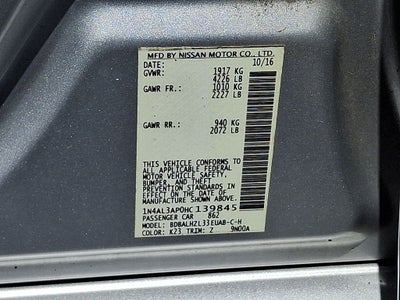 MFD BY NISSAN MOTOR CO., LTD.
DATE: 10/16
GVWR: 1917 KG
4226 LB
GAWR FR.: 1010 KG
2227 LB
GAWR RR.: 940 KG
2072 LB
THIS VEHICLE CONFORMS TO ALL
APPLICABLE FEDERAL
MOTOR VEHICLE SAFETY,
BUMPER, AND THEFT
PREVENTION STANDARDS IN
EFFECT ON THE DATE OF
MANUFACTURE SHOWN ABOVE.
1N4AL3AP0HC 139845
PASSENGER CAR 862
MODEL: BDBALHZL33EUAB-C-H
COLOR: K23 TRIM: Z 9N00A